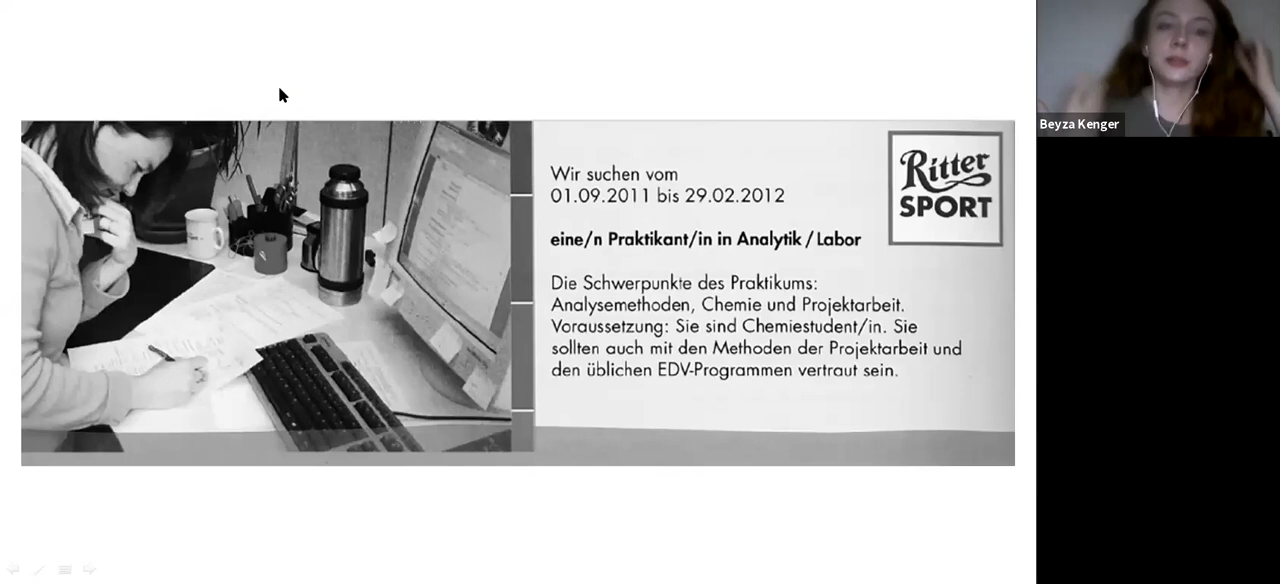 Wir suchen vom
01.09.2011 bis 29.02.2012
eine/n Praktikant/in in Analytik / Labor
Die Schwerpunkte des Praktikums:
Analysemethoden, Chemie und Projektarbeit.
Voraussetzung: Sie sind Chemiestudent/in. Sie
sollten auch mit den Methoden der Projektarbeit und
den üblichen EDV-Programmen vertraut sein.
Ritter
SPORT
Beyza Kenger